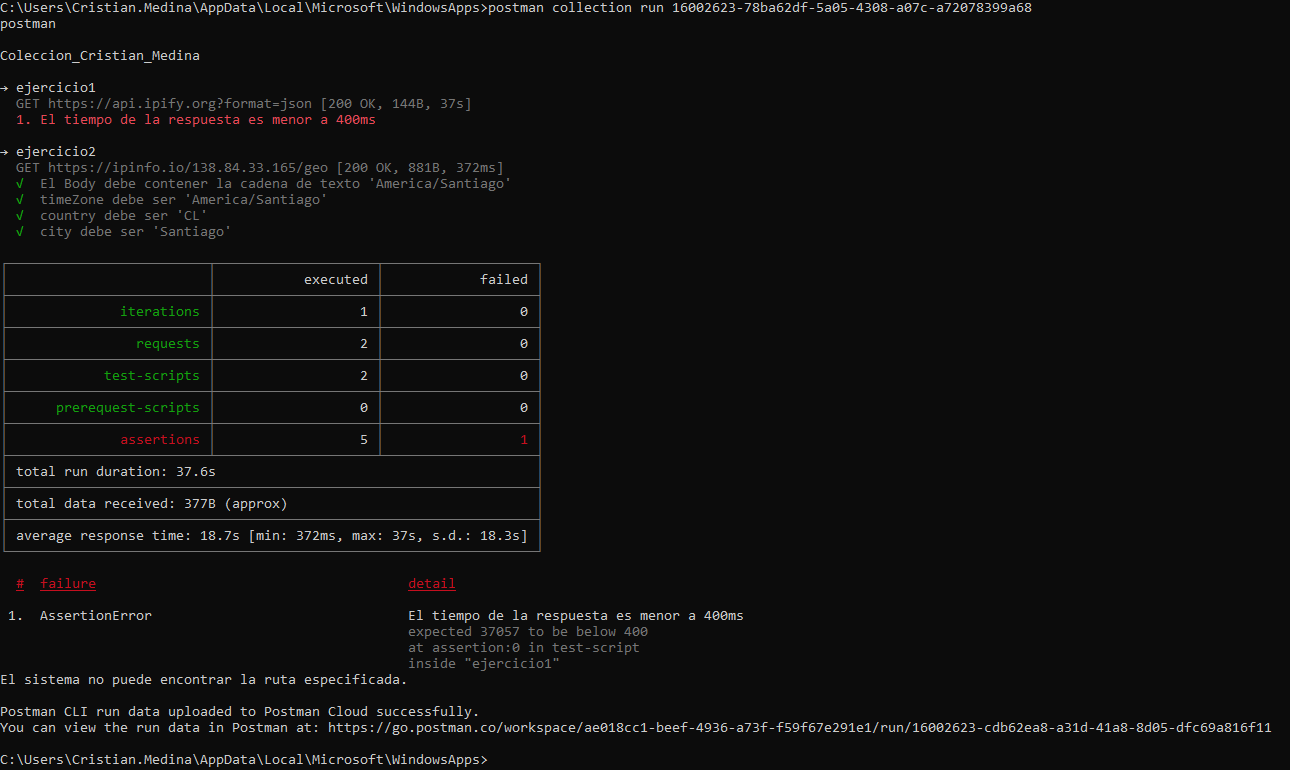 C:\Users\Cristian.Medina\AppData\Local\Microsoft\WindowsApps>postman collection run 16002623-78ba62df-5a05-4308-a07c-a72078399a68
postman
Coleccion_Cristian_Medina
→ ejercicio1
GET https://api.ipify.org?format=json [200 OK, 144B, 37s]
1. El tiempo de la respuesta es menor a 400ms
→ ejercicio2
GET https://ipinfo.io/138.84.33.165/geo [200 OK, 881B, 372ms]
√ El Body debe contener la cadena de texto 'America/Santiago'
√ timeZone debe ser 'America/Santiago'
√ country debe ser 'CL'
√ city debe ser 'Santiago'
executed failed
iterations 1 0
requests 2 0
test-scripts 2 0
prerequest-scripts 0 0
assertions 5 1
total run duration: 37.6s
total data received: 377B (approx)
average response time: 18.7s [min: 372ms, max: 37s, s.d.: 18.3s]
# failure detail
1. AssertionError El tiempo de la respuesta es menor a 400ms
expected 37057 to be below 400
at assertion:0 in test-script
inside "ejercicio1"
El sistema no puede encontrar la ruta especificada.
Postman CLI run data uploaded to Postman Cloud successfully.
You can view the run data in Postman at: https://go.postman.co/workspace/ae018cc1-beef-4936-a73f-f59f67e291e1/run/16002623-cdb62ea8-a31d-41a8-8d05-dfc69a816f11
C:\Users\Cristian.Medina\AppData\Local\Microsoft\WindowsApps>